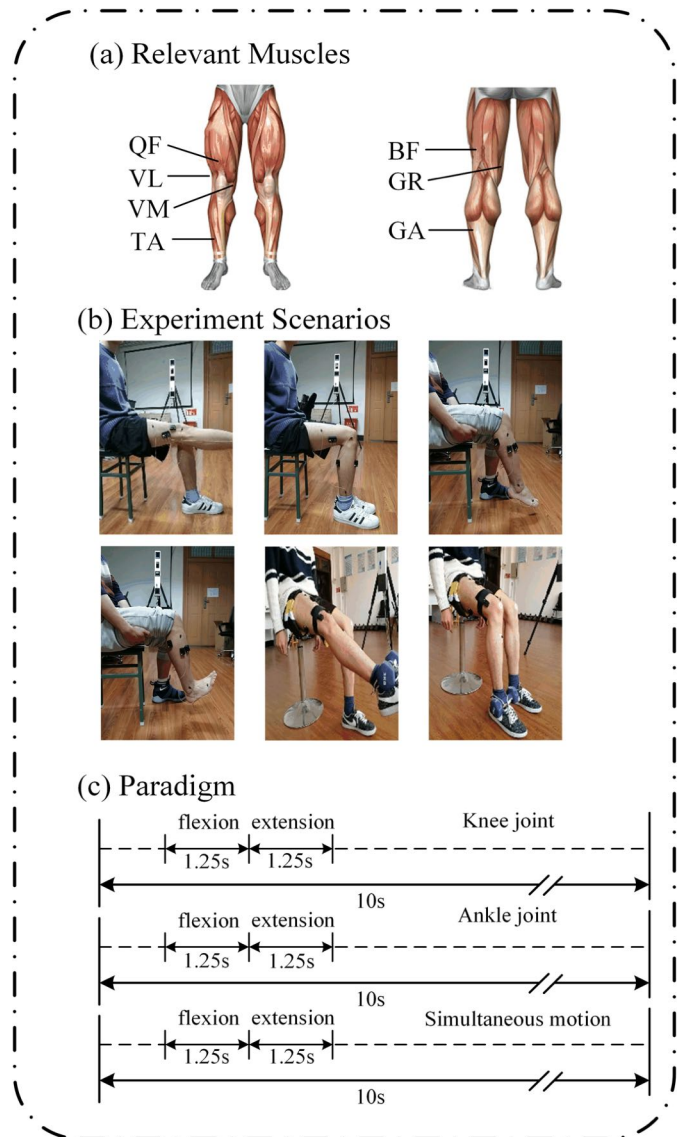 (a) Relevant Muscles
QF
VL
VM
TA
BF
GR
GA
(b) Experiment Scenarios
(c) Paradigm
flexion extension Knee joint
1.25s 1.25s
10s
flexion extension Ankle joint
1.25s 1.25s
10s
flexion extension Simultaneous motion
1.25s 1.25s
10s